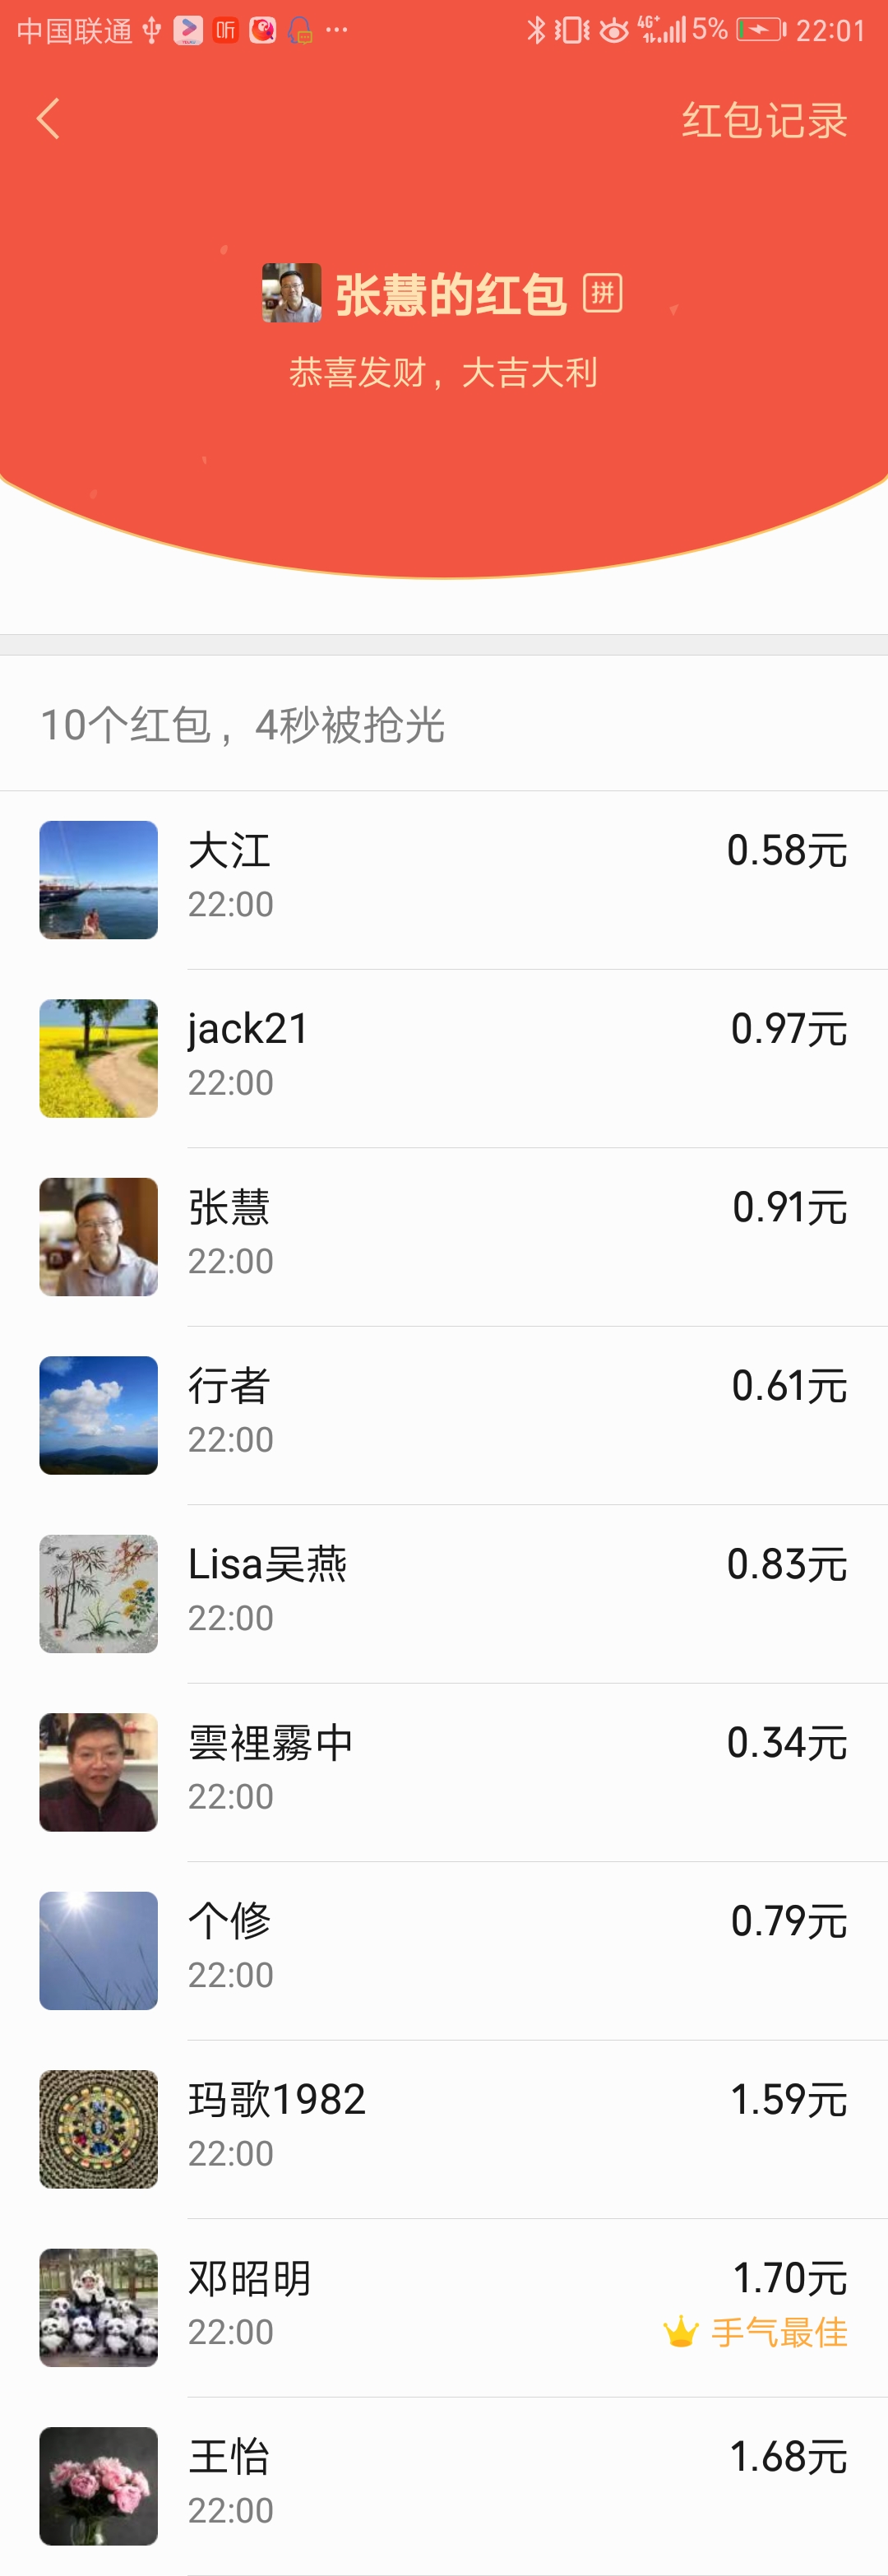 中国联通 听 ··· 4G+ 5% 22:01
红包记录
张慧的红包 拼
恭喜发财，大吉大利
10个红包，4秒被抢光
大江 0.58元
22:00
jack21 0.97元
22:00
张慧 0.91元
22:00
行者 0.61元
22:00
Lisa吴燕 0.83元
22:00
雲裡霧中 0.34元
22:00
个修 0.79元
22:00
玛歌1982 1.59元
22:00
邓昭明 1.70元
22:00 手气最佳
王怡 1.68元
22:00